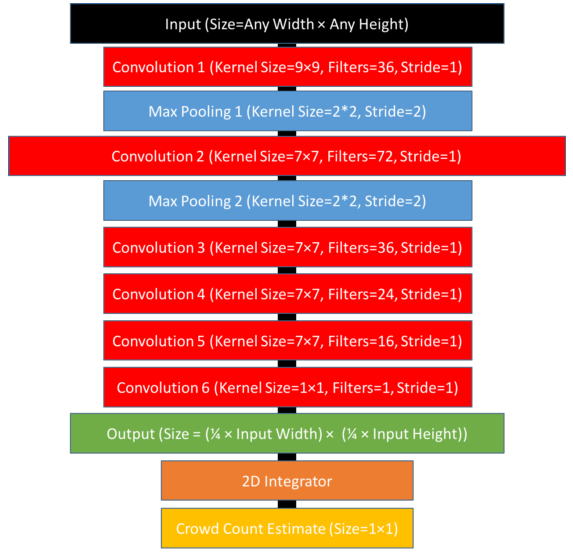 Input (Size=Any Width × Any Height)
Convolution 1 (Kernel Size=9×9, Filters=36, Stride=1)
Max Pooling 1 (Kernel Size=2*2, Stride=2)
Convolution 2 (Kernel Size=7×7, Filters=72, Stride=1)
Max Pooling 2 (Kernel Size=2*2, Stride=2)
Convolution 3 (Kernel Size=7×7, Filters=36, Stride=1)
Convolution 4 (Kernel Size=7×7, Filters=24, Stride=1)
Convolution 5 (Kernel Size=7×7, Filters=16, Stride=1)
Convolution 6 (Kernel Size=1×1, Filters=1, Stride=1)
Output (Size = (¼ × Input Width) × (¼ × Input Height))
2D Integrator
Crowd Count Estimate (Size=1×1)